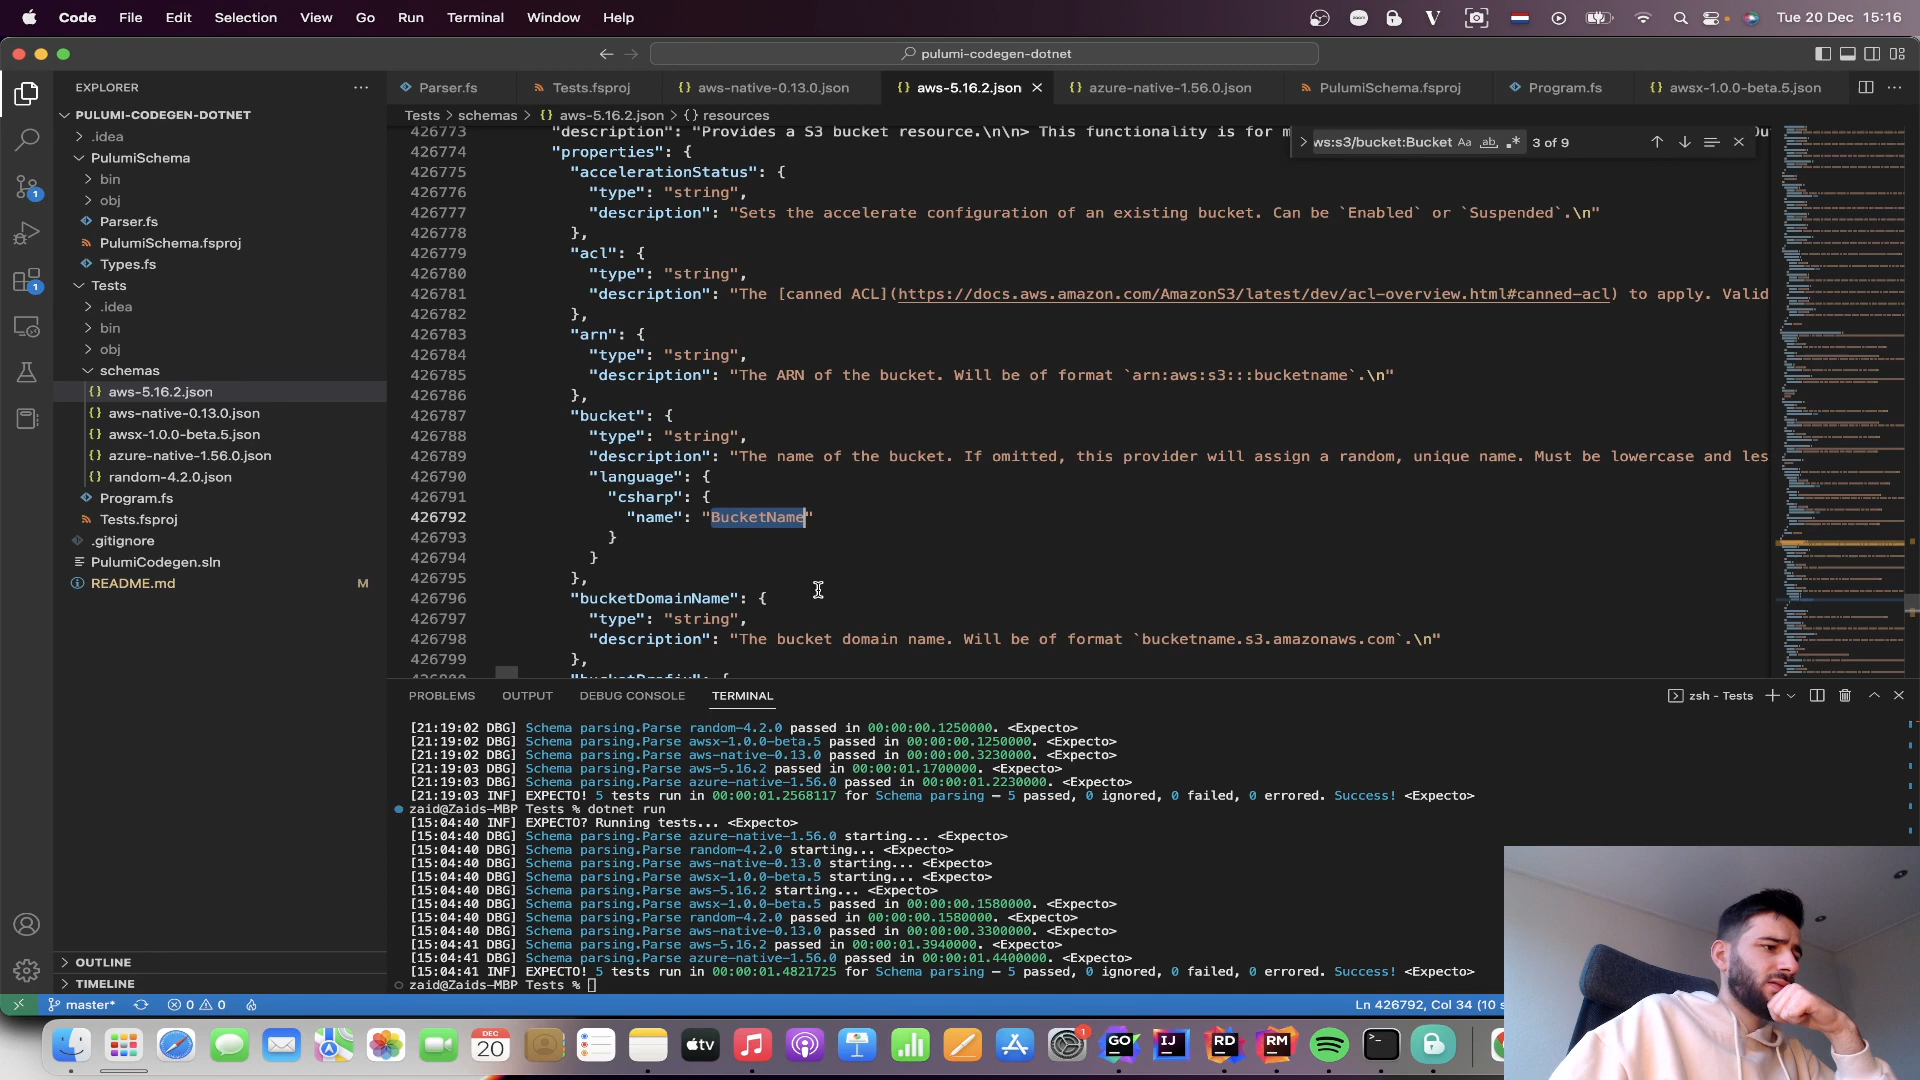 Code File Edit Selection View Go Run Terminal Window Help
Tue 20 Dec 15:16
pulumi-codegen-dotnet
EXPLORER
PULUMI-CODEGEN-DOTNET
.idea
PulumiSchema
bin
obj
Parser.fs
PulumiSchema.fsproj
Types.fs
Tests
.idea
bin
obj
schemas
aws-5.16.2.json
aws-native-0.13.0.json
awsx-1.0.0-beta.5.json
azure-native-1.56.0.json
random-4.2.0.json
Program.fs
Tests.fsproj
.gitignore
PulumiCodegen.sln
README.md M
OUTLINE
TIMELINE
Parser.fs Tests.fsproj aws-native-0.13.0.json aws-5.16.2.json azure-native-1.56.0.json PulumiSchema.fsproj Program.fs awsx-1.0.0-beta.5.json
Tests > schemas > aws-5.16.2.json > resources
ws:s3/bucket:Bucket Aa ab 3 of 9
426773 "description": "Provides a S3 bucket resource.\n\n> This functionality is for m
426774 "properties": {
426775 "accelerationStatus": {
426776 "type": "string",
426777 "description": "Sets the accelerate configuration of an existing bucket. Can be `Enabled` or `Suspended`.\n"
426778 },
426779 "acl": {
426780 "type": "string",
426781 "description": "The [canned ACL](https://docs.aws.amazon.com/AmazonS3/latest/dev/acl-overview.html#canned-acl) to apply. Valid
426782 },
426783 "arn": {
426784 "type": "string",
426785 "description": "The ARN of the bucket. Will be of format `arn:aws:s3:::bucketname`.\n"
426786 },
426787 "bucket": {
426788 "type": "string",
426789 "description": "The name of the bucket. If omitted, this provider will assign a random, unique name. Must be lowercase and les
426790 "language": {
426791 "csharp": {
426792 "name": "BucketName"
426793 }
426794 }
426795 },
426796 "bucketDomainName": {
426797 "type": "string",
426798 "description": "The bucket domain name. Will be of format `bucketname.s3.amazonaws.com`.\n"
426799 },
PROBLEMS OUTPUT DEBUG CONSOLE TERMINAL zsh - Tests
[21:19:02 DBG] Schema parsing.Parse random-4.2.0 passed in 00:00:00.1250000. <Expecto>
[21:19:02 DBG] Schema parsing.Parse awsx-1.0.0-beta.5 passed in 00:00:00.1250000. <Expecto>
[21:19:02 DBG] Schema parsing.Parse aws-native-0.13.0 passed in 00:00:00.3230000. <Expecto>
[21:19:03 DBG] Schema parsing.Parse aws-5.16.2 passed in 00:00:01.1700000. <Expecto>
[21:19:03 DBG] Schema parsing.Parse azure-native-1.56.0 passed in 00:00:01.2230000. <Expecto>
[21:19:03 INF] EXPECTO! 5 tests run in 00:00:01.2568117 for Schema parsing – 5 passed, 0 ignored, 0 failed, 0 errored. Success! <Expecto>
zaid@Zaids-MBP Tests % dotnet run
[15:04:40 INF] EXPECTO? Running tests... <Expecto>
[15:04:40 DBG] Schema parsing.Parse azure-native-1.56.0 starting... <Expecto>
[15:04:40 DBG] Schema parsing.Parse random-4.2.0 starting... <Expecto>
[15:04:40 DBG] Schema parsing.Parse aws-native-0.13.0 starting... <Expecto>
[15:04:40 DBG] Schema parsing.Parse awsx-1.0.0-beta.5 starting... <Expecto>
[15:04:40 DBG] Schema parsing.Parse aws-5.16.2 starting... <Expecto>
[15:04:40 DBG] Schema parsing.Parse awsx-1.0.0-beta.5 passed in 00:00:00.1580000. <Expecto>
[15:04:40 DBG] Schema parsing.Parse random-4.2.0 passed in 00:00:00.1580000. <Expecto>
[15:04:40 DBG] Schema parsing.Parse aws-native-0.13.0 passed in 00:00:00.3300000. <Expecto>
[15:04:41 DBG] Schema parsing.Parse aws-5.16.2 passed in 00:00:01.3940000. <Expecto>
[15:04:41 DBG] Schema parsing.Parse azure-native-1.56.0 passed in 00:00:01.4400000. <Expecto>
[15:04:41 INF] EXPECTO! 5 tests run in 00:00:01.4821725 for Schema parsing – 5 passed, 0 ignored, 0 failed, 0 errored. Success! <Expecto>
zaid@Zaids-MBP Tests %
master* 0 0 Ln 426792, Col 34 (10 s
DEC 20 tv GO IJ RD RM